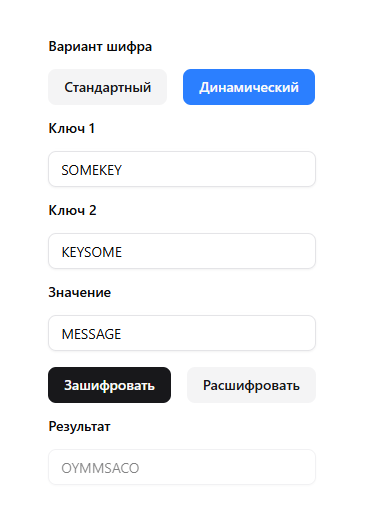 Вариант шифра
Стандартный Динамический
Ключ 1
SOMEKEY
Ключ 2
KEYSOME
Значение
MESSAGE
Зашифровать Расшифровать
Результат
OYMMSACO